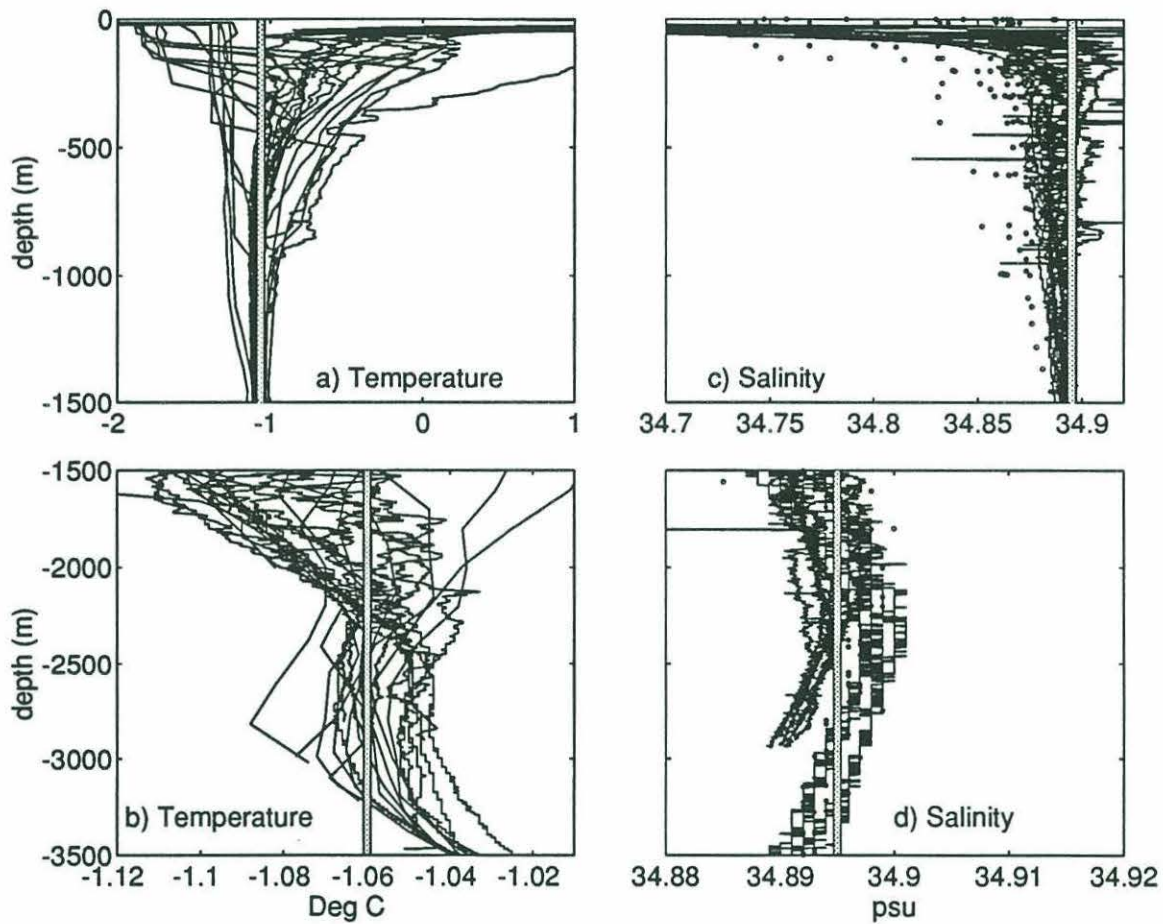 0
-500
-1000
-1500
depth (m)
a) Temperature
-2 -1 0 1
c) Salinity
34.7 34.75 34.8 34.85 34.9
-1500
-2000
-2500
-3000
-3500
depth (m)
b) Temperature
-1.12 -1.1 -1.08 -1.06 -1.04 -1.02
Deg C
d) Salinity
34.88 34.89 34.9 34.91 34.92
psu